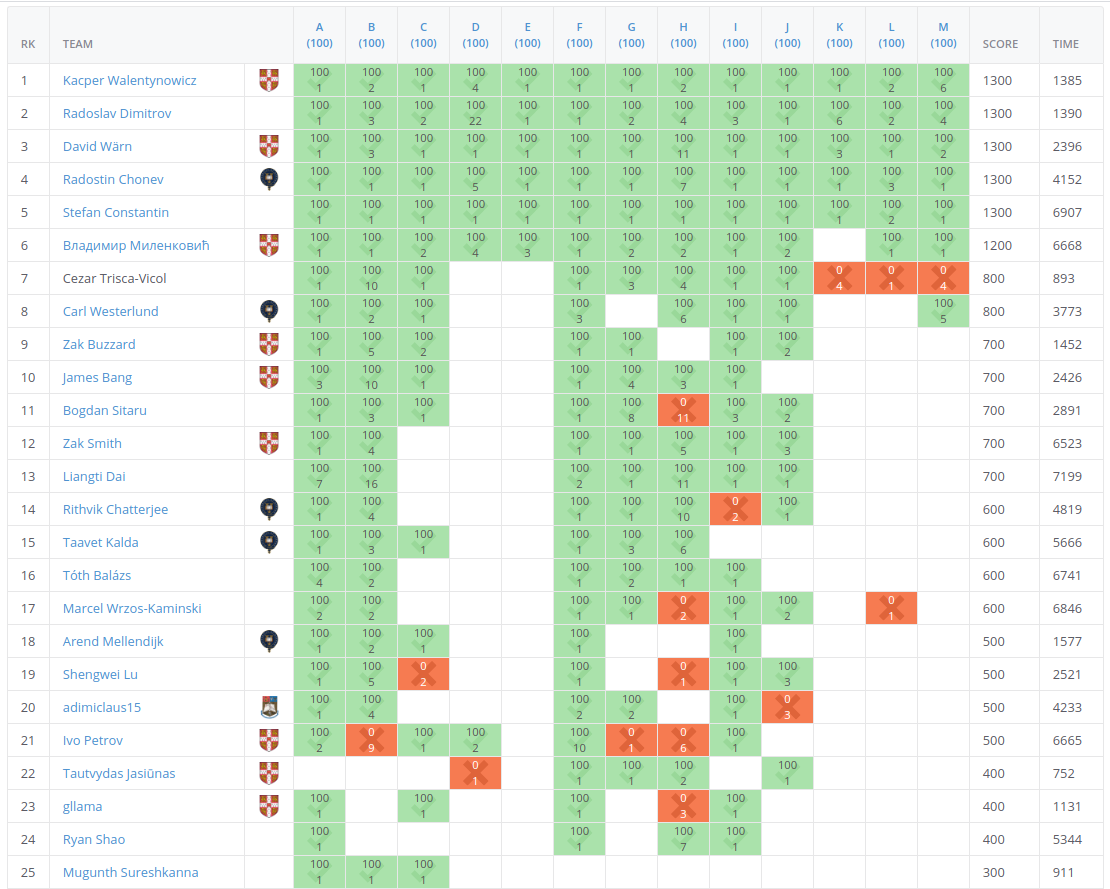 RK TEAM A (100) B (100) C (100) D (100) E (100) F (100) G (100) H (100) I (100) J (100) K (100) L (100) M (100) SCORE TIME
1 Kacper Walentynowicz 100 1 100 2 100 1 100 4 100 1 100 1 100 1 100 2 100 1 100 1 100 1 100 2 100 6 1300 1385
2 Radoslav Dimitrov 100 1 100 3 100 2 100 22 100 1 100 1 100 2 100 4 100 3 100 1 100 6 100 2 100 4 1300 1390
3 David Wärn 100 1 100 3 100 1 100 1 100 1 100 1 100 1 100 11 100 1 100 1 100 3 100 1 100 2 1300 2396
4 Radostin Chonev 100 1 100 1 100 1 100 5 100 1 100 1 100 1 100 7 100 1 100 1 100 1 100 3 100 1 1300 4152
5 Stefan Constantin 100 1 100 1 100 1 100 1 100 1 100 1 100 1 100 1 100 1 100 1 100 1 100 2 100 1 1300 6907
6 Владимир Миленковић 100 1 100 1 100 2 100 4 100 3 100 1 100 2 100 2 100 1 100 2 100 1 100 1 1200 6668
7 Cezar Trisca-Vicol 100 1 100 10 100 1 100 1 100 3 100 4 100 1 100 1 0 4 0 1 0 4 800 893
8 Carl Westerlund 100 1 100 2 100 1 100 3 100 6 100 1 100 1 100 5 800 3773
9 Zak Buzzard 100 1 100 5 100 2 100 1 100 1 100 1 100 2 700 1452
10 James Bang 100 3 100 10 100 1 100 1 100 4 100 3 100 1 700 2426
11 Bogdan Sitaru 100 1 100 3 100 1 100 1 100 8 0 11 100 3 100 2 700 2891
12 Zak Smith 100 1 100 4 100 1 100 1 100 5 100 1 100 3 700 6523
13 Liangti Dai 100 7 100 16 100 2 100 1 100 11 100 1 100 1 700 7199
14 Rithvik Chatterjee 100 1 100 4 100 1 100 1 100 10 0 2 100 1 600 4819
15 Taavet Kalda 100 1 100 3 100 1 100 1 100 3 100 6 600 5666
16 Tóth Balázs 100 4 100 2 100 1 100 2 100 1 100 1 600 6741
17 Marcel Wrzos-Kaminski 100 2 100 2 100 1 100 1 0 2 100 1 100 2 0 1 600 6846
18 Arend Mellendijk 100 1 100 2 100 1 100 1 100 1 500 1577
19 Shengwei Lu 100 1 100 5 0 2 100 1 0 1 100 1 100 3 500 2521
20 adimiclaus15 100 1 100 4 100 2 100 2 100 1 0 3 500 4233
21 Ivo Petrov 100 2 0 9 100 1 100 2 100 10 0 1 0 6 100 1 500 6665
22 Tautvydas Jasiūnas 0 1 100 1 100 1 100 2 100 1 400 752
23 gllama 100 1 100 1 100 1 0 3 100 1 400 1131
24 Ryan Shao 100 1 100 1 100 7 100 1 400 5344
25 Mugunth Sureshkanna 100 1 100 1 100 1 300 911